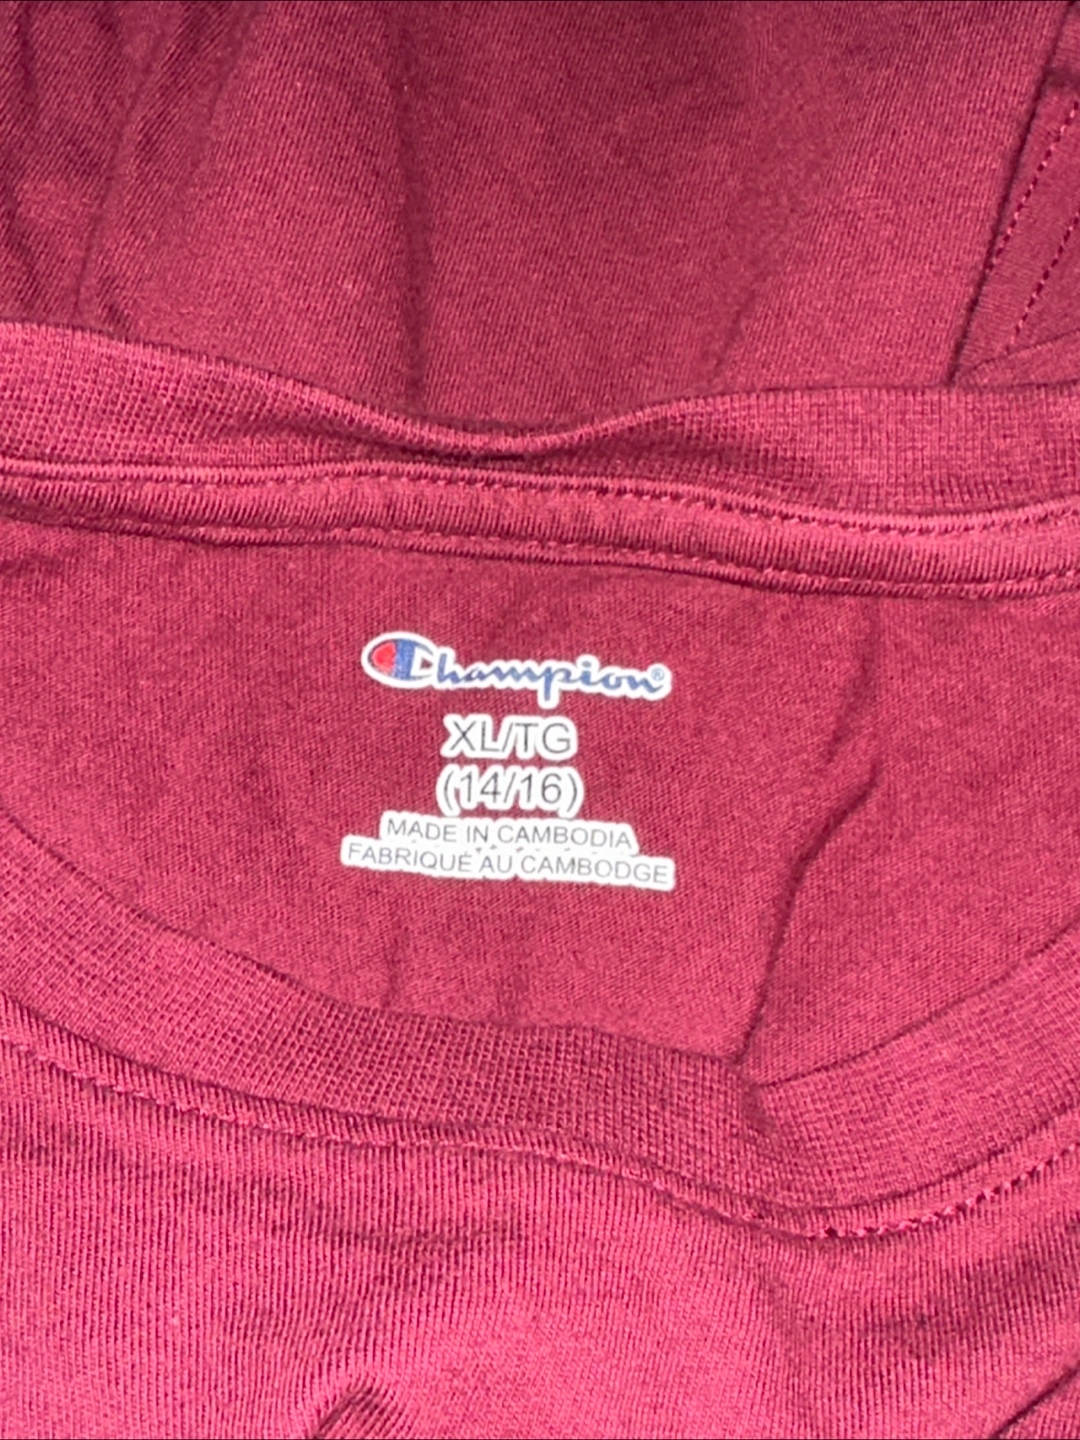 Champion®
XL/TG
(14/16)
MADE IN CAMBODIA
FABRIQUÉ AU CAMBODGE